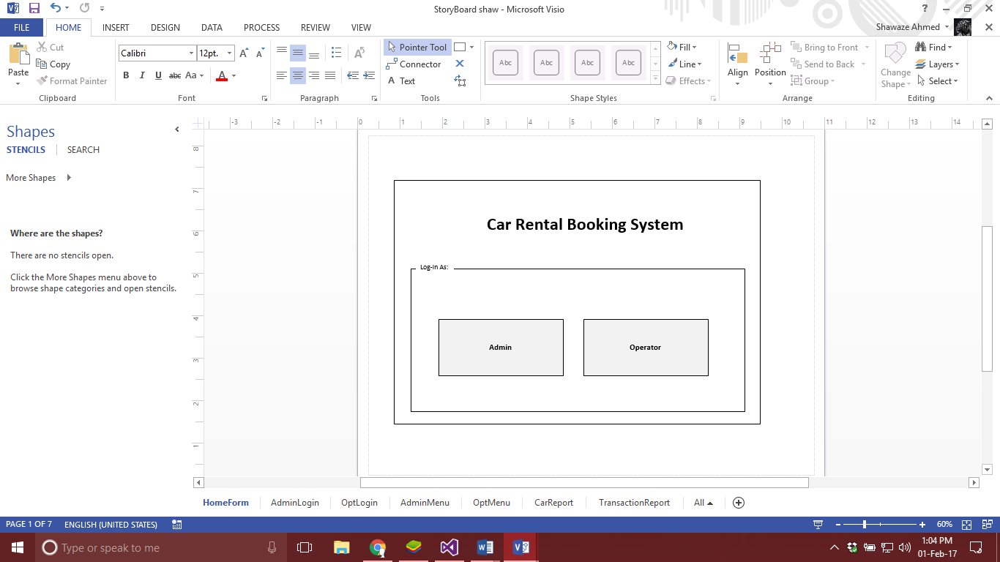 StoryBoard shaw - Microsoft Visio
FILE HOME INSERT DESIGN DATA PROCESS REVIEW VIEW Shawaze Ahmed
Paste
Cut
Copy
Format Painter
Clipboard
Calibri 12pt.
B I U abc Aa A
Font
Paragraph
Pointer Tool
Connector
A Text
Tools
Abc Abc Abc Abc
Shape Styles
Fill
Line
Effects
Align
Position
Bring to Front
Send to Back
Group
Arrange
Change Shape
Find
Layers
Select
Editing
Shapes
STENCILS SEARCH
More Shapes
Where are the shapes?
There are no stencils open.
Click the More Shapes menu above to
browse shape categories and open stencils.
-3 -2 -1 0 1 2 3 4 5 6 7 8 9 10 11 12 13 14
8
7
6
5
4
3
2
1
Car Rental Booking System
Log-In As:
Admin
Operator
HomeForm AdminLogin OptLogin AdminMenu OptMenu CarReport TransactionReport All
PAGE 1 OF 7 ENGLISH (UNITED STATES) 60%
Type or speak to me
1:04 PM
01-Feb-17